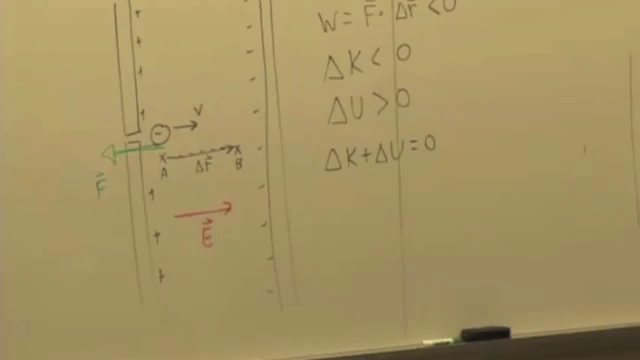 W = F⃗ · Δr⃗ < 0
ΔK < 0
ΔU > 0
ΔK + ΔU = 0
− v
A Δr⃗ B
F⃗
E⃗